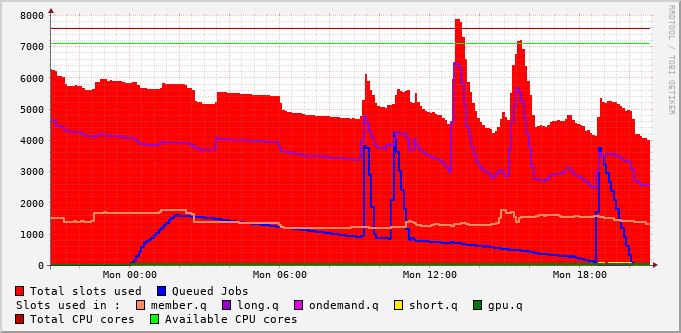 8000
7000
6000
5000
4000
3000
2000
1000
0
Mon 00:00 Mon 06:00 Mon 12:00 Mon 18:00
RRDTOOL / TOBI OETIKER
Total slots used Queued Jobs
Slots used in : member.q long.q ondemand.q short.q gpu.q
Total CPU cores Available CPU cores